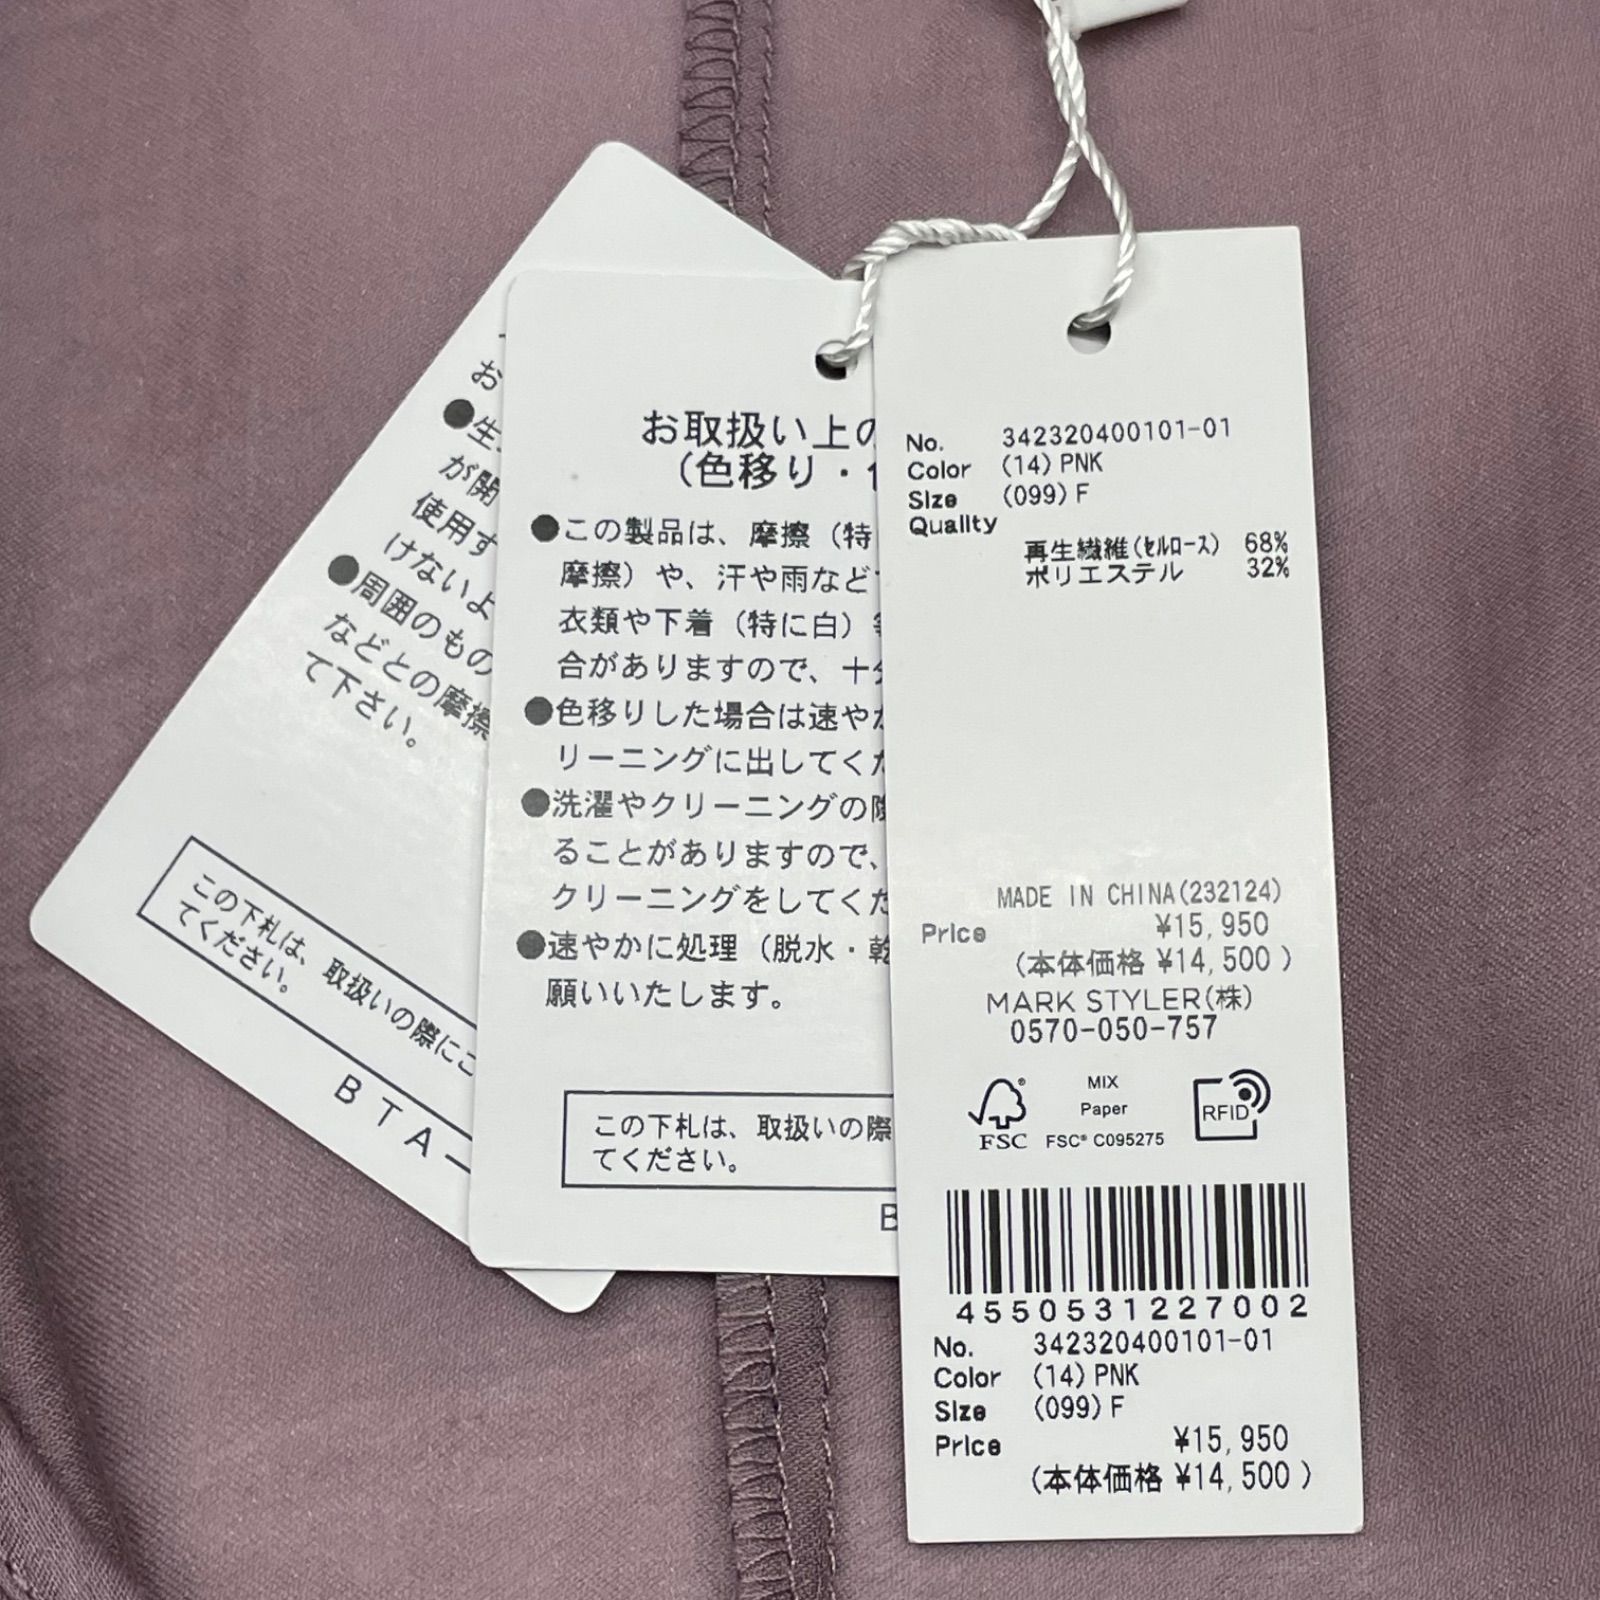 お
●生
が開
使用す
けないよ
●周囲のもの
などとの摩擦
て下さい。
この下札は、取扱いの際にご
てください。
BTA-
お取扱い上の
(色移り・
●この製品は、摩擦(特
摩擦)や、汗や雨など
衣類や下着(特に白)
合がありますので、十分
●色移りした場合は速やか
リーニングに出してくだ
●洗濯やクリーニングの際
ることがありますので、
クリーニングをしてくだ
●速やかに処理(脱水・乾
願いいたします。
この下札は、取扱いの際
てください。
B
No. 342320400101-01
Color (14) PNK
Size (099) F
Quality
再生繊維(ｾﾙﾛｰｽ) 68%
ポリエステル 32%
MADE IN CHINA(232124)
Price ¥15,950
(本体価格 ¥14,500 )
MARK STYLER(株)
0570-050-757
FSC
MIX
Paper
FSC® C095275
RFID
4550531227002
No. 342320400101-01
Color (14) PNK
Size (099) F
Price ¥15,950
(本体価格 ¥14,500 )